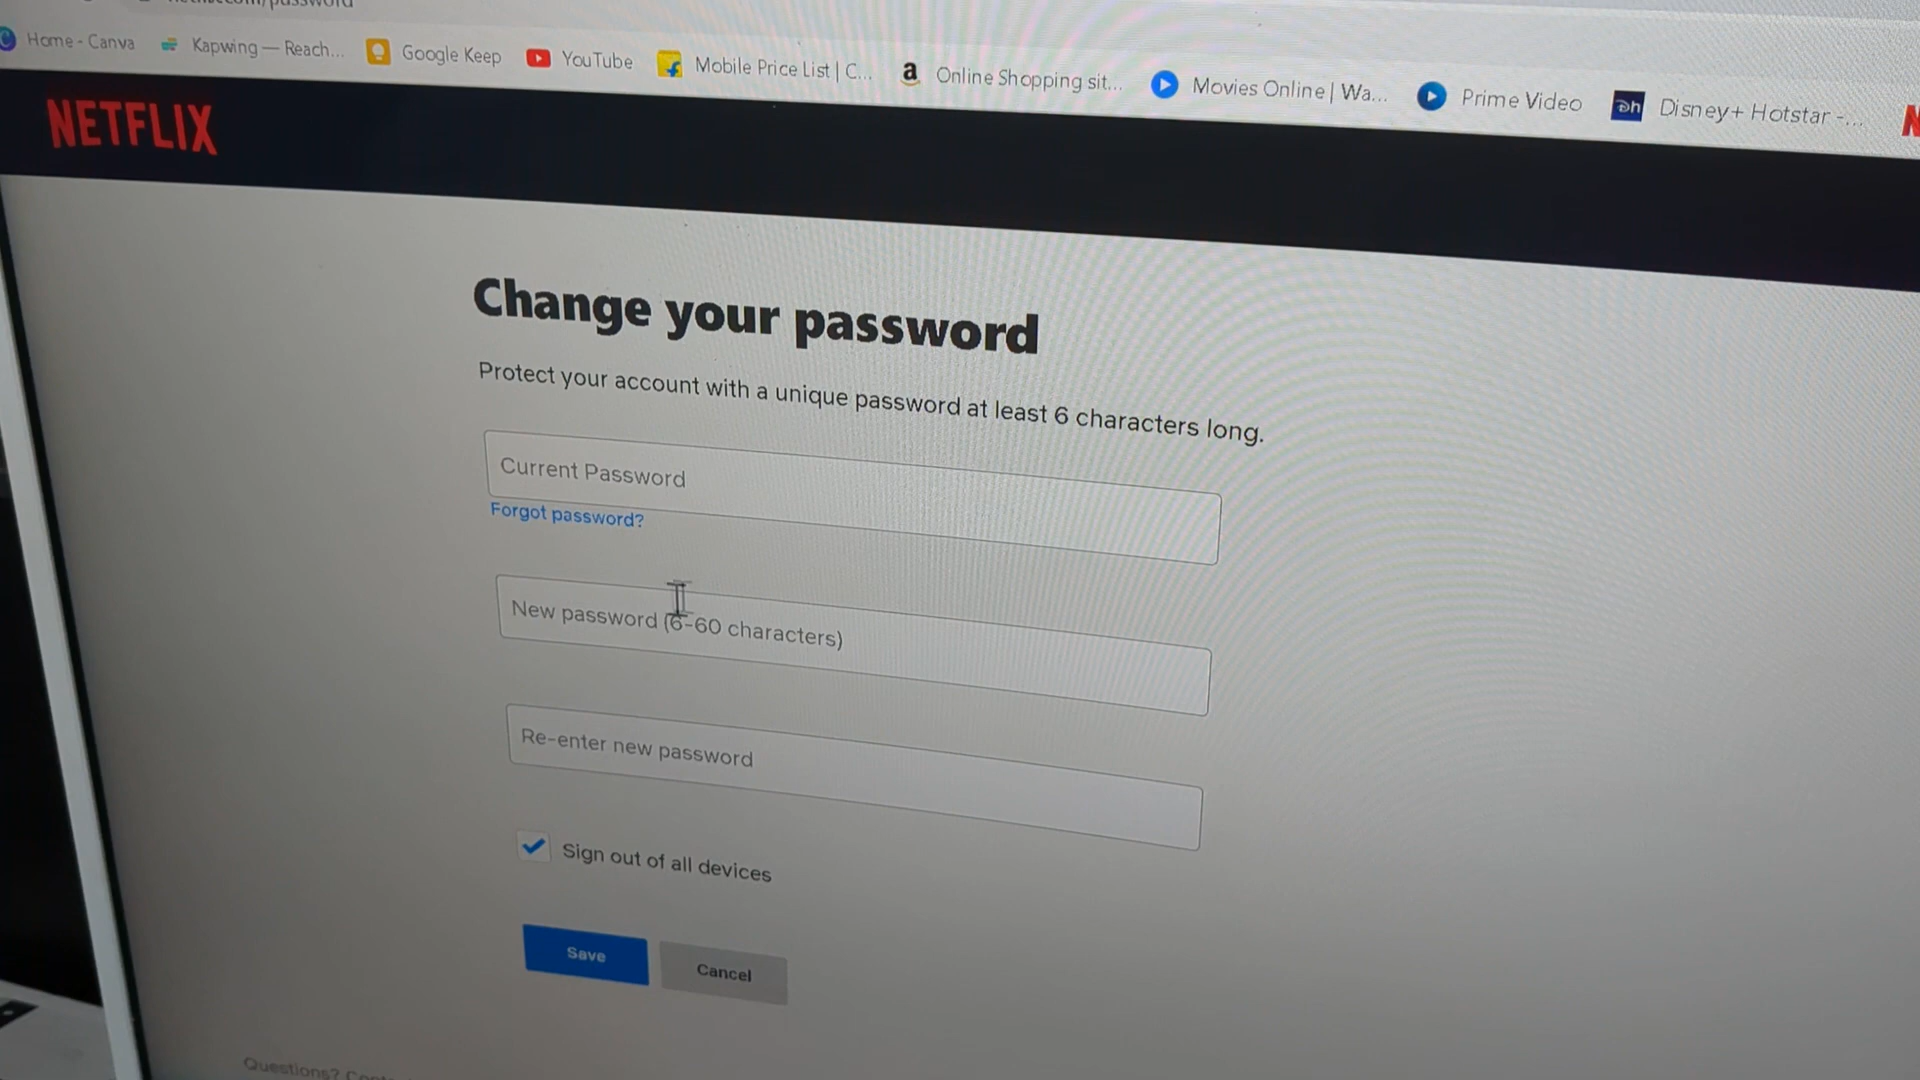 Home - Canva Kapwing — Reach... Google Keep YouTube Mobile Price List | C... a Online Shopping sit... Movies Online | Wa... Prime Video Dh Disney+ Hotstar -... N
NETFLIX
Change your password
Protect your account with a unique password at least 6 characters long.
Current Password
Forgot password?
New password (6-60 characters)
Re-enter new password
Sign out of all devices
Save Cancel
Questions?